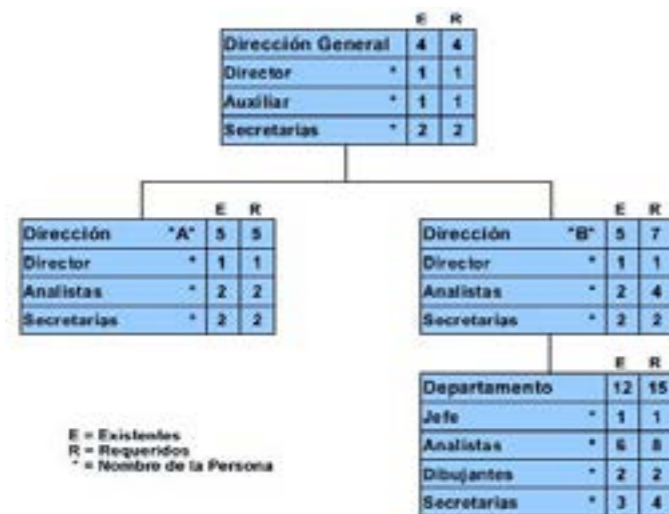 E R
Dirección General 4 4
Director * 1 1
Auxiliar * 1 1
Secretarias * 2 2
E R
Dirección "A" 5 5
Director * 1 1
Analistas * 2 2
Secretarias * 2 2
E R
Dirección "B" 5 7
Director * 1 1
Analistas * 2 4
Secretarias * 2 2
E R
Departamento 12 15
Jefe * 1 1
Analistas * 6 8
Dibujantes * 2 2
Secretarias * 3 4
E = Existentes
R = Requeridos
* = Nombre de la Persona